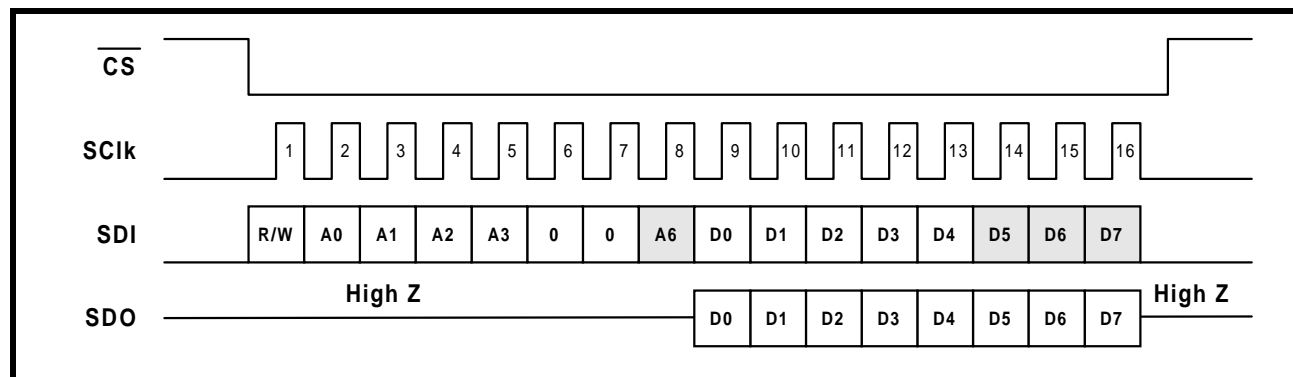 CS
SClk 1 2 3 4 5 6 7 8 9 10 11 12 13 14 15 16
SDI R/W A0 A1 A2 A3 0 0 A6 D0 D1 D2 D3 D4 D5 D6 D7
High Z High Z
SDO D0 D1 D2 D3 D4 D5 D6 D7